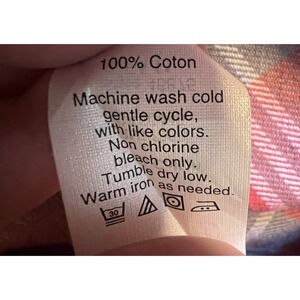 100% Coton
Machine wash cold
gentle cycle,
with like colors.
Non chlorine
bleach only.
Tumble dry low.
Warm iron as needed.
30